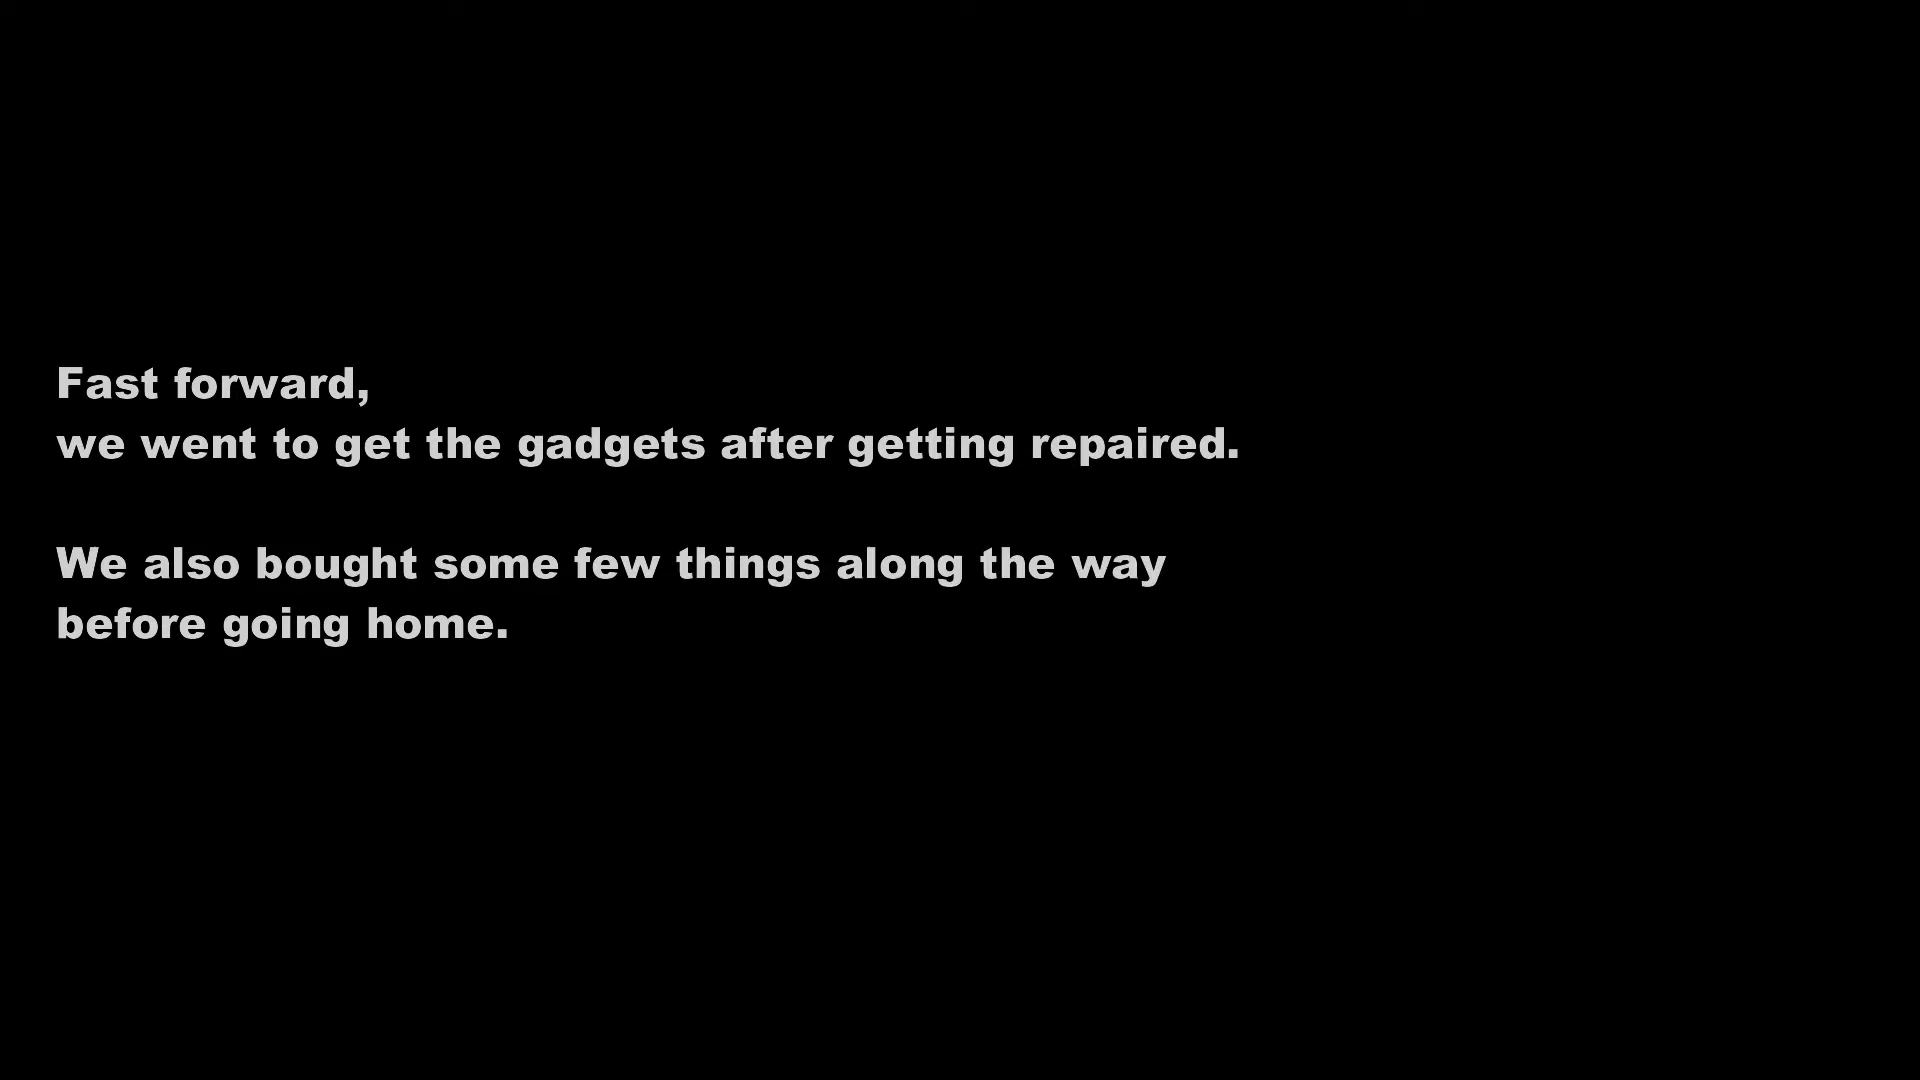 Fast forward,
we went to get the gadgets after getting repaired.
We also bought some few things along the way
before going home.